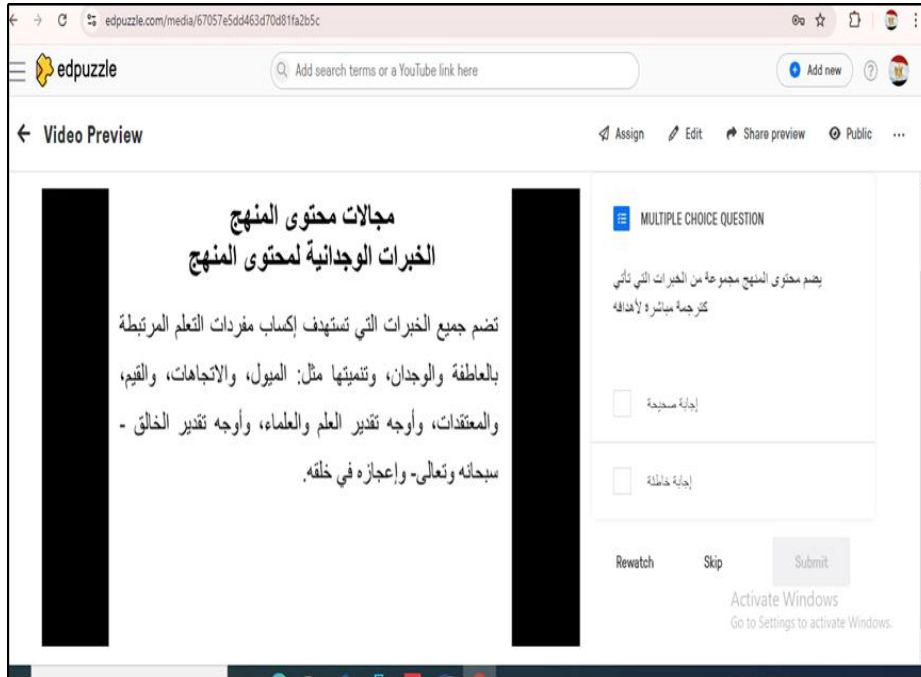 edpuzzle.com/media/67057e5dd463d70d81fa2b5c
edpuzzle
Add search terms or a YouTube link here
Add new
Video Preview
Assign
Edit
Share preview
Public
مجالات محتوى المنهج
الخبرات الوجدانية لمحتوى المنهج
تضم جميع الخبرات التي تستهدف إكساب مفردات التعلم المرتبطة
بالعاطفة والوجدان، وتنميتها مثل: الميول، والاتجاهات، والقيم،
والمعتقدات، وأوجه تقدير العلم والعلماء، وأوجه تقدير الخالق -
سبحانه وتعالى- وإعجازه في خلقه.
MULTIPLE CHOICE QUESTION
يضم محتوى المنهج مجموعة من الخبرات التي تأتي
كترجمة مباشرة لأهدافه
إجابة صحيحة
إجابة خاطئة
Rewatch
Skip
Submit
Activate Windows
Go to Settings to activate Windows.